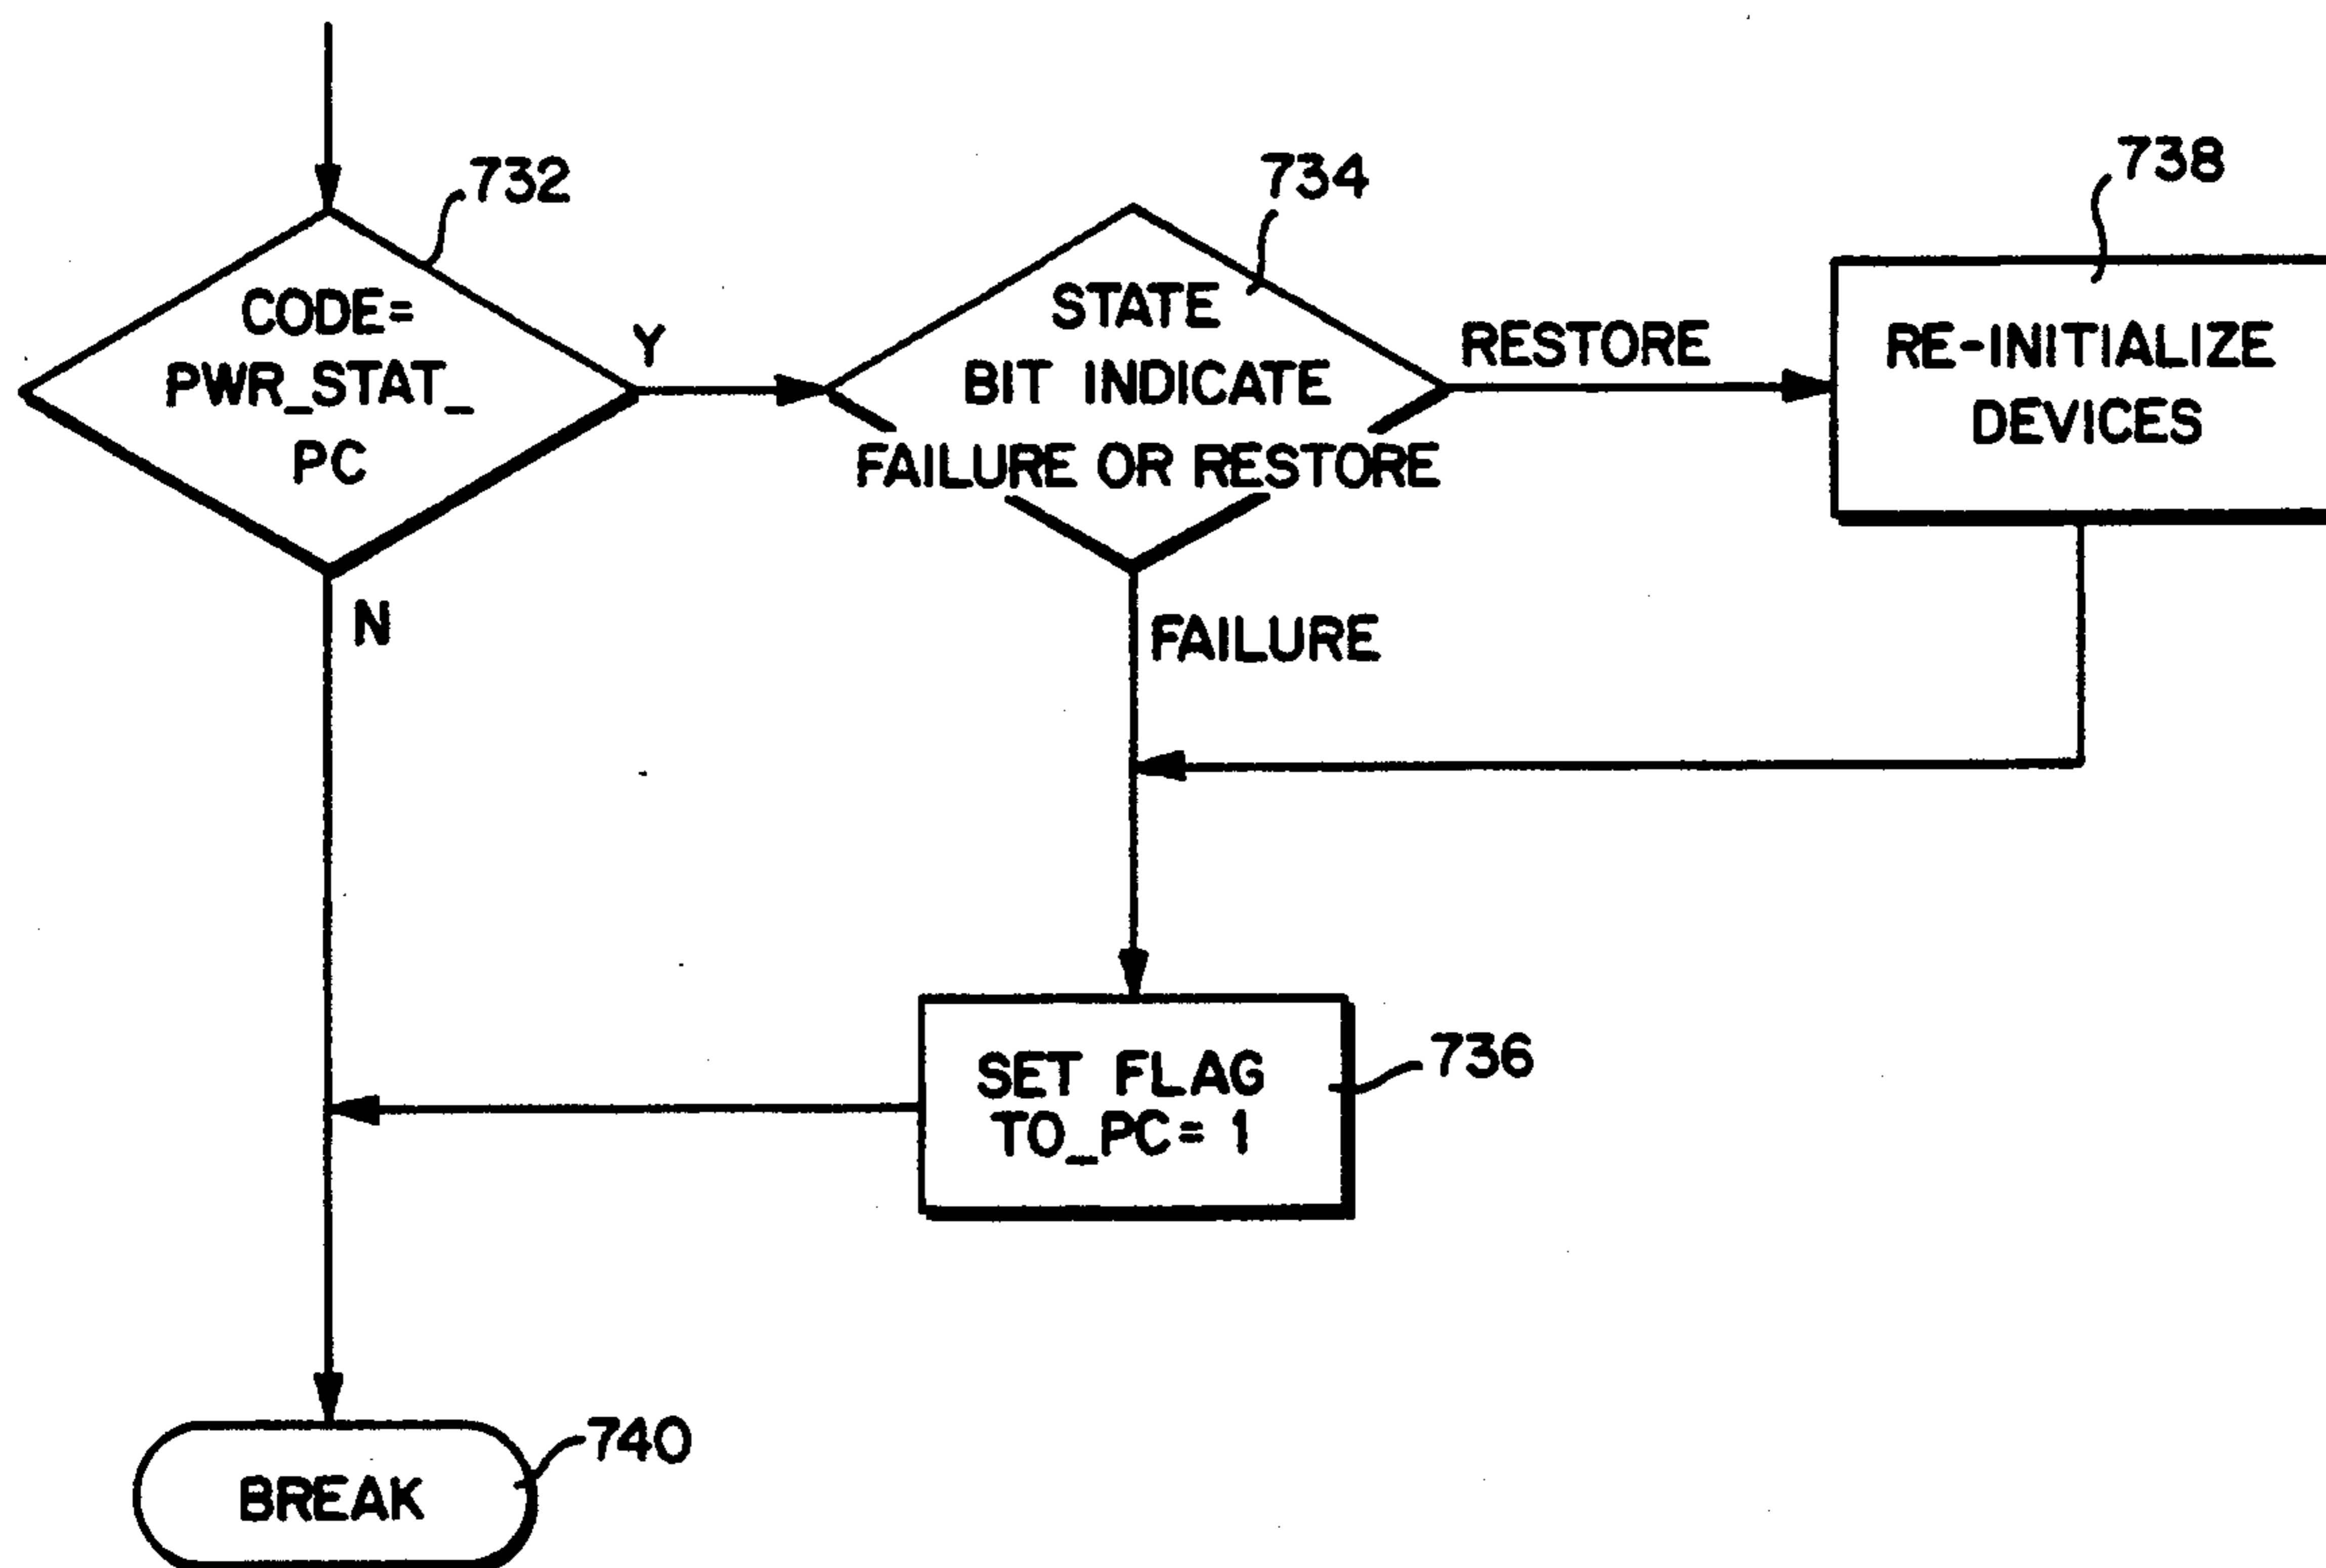 732
CODE=
PWR_STAT_
PC
Y
N
734
STATE
BIT INDICATE
FAILURE OR RESTORE
RESTORE
FAILURE
738
RE-INITIALIZE
DEVICES
SET FLAG
TO_PC= 1
736
BREAK
740